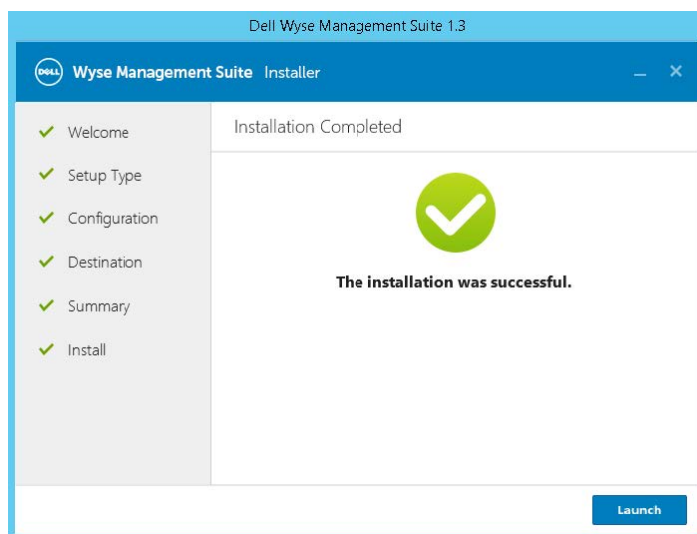 Dell Wyse Management Suite 1.3
DELL Wyse Management Suite Installer
Welcome
Setup Type
Configuration
Destination
Summary
Install
Installation Completed
The installation was successful.
Launch